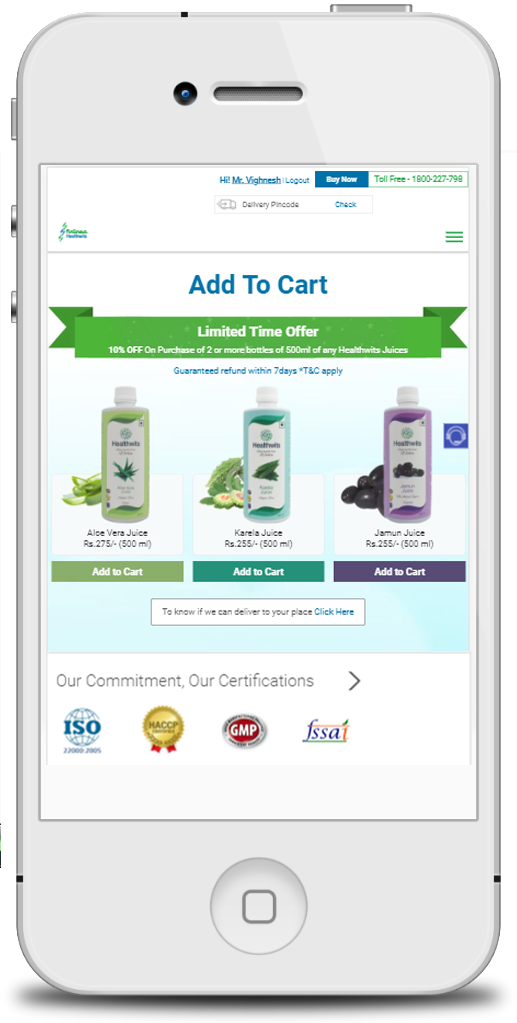 Hi! Mr. Vighnesh | Logout Buy Now Toll Free - 1800-227-798
Delivery Pincode Check
Healthwits
Add To Cart
Limited Time Offer
10% OFF On Purchase of 2 or more bottles of 500ml of any Healthwits Juices
Guaranteed refund within 7days *T&C apply
Healthwits Healthwits Healthwits
Aloe Vera Juice
Rs.275/- (500 ml)
Karela Juice
Rs.255/- (500 ml)
Jamun Juice
Rs.255/- (500 ml)
Add to Cart Add to Cart Add to Cart
To know if we can deliver to your place Click Here
Our Commitment, Our Certifications
ISO
22000:2005
HACCP
GMP
fssai